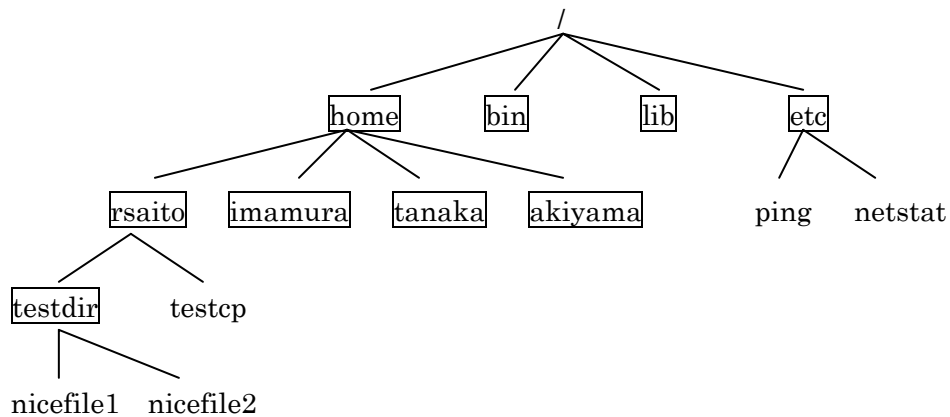 /
home bin lib etc
rsaito imamura tanaka akiyama ping netstat
testdir testcp
nicefile1 nicefile2